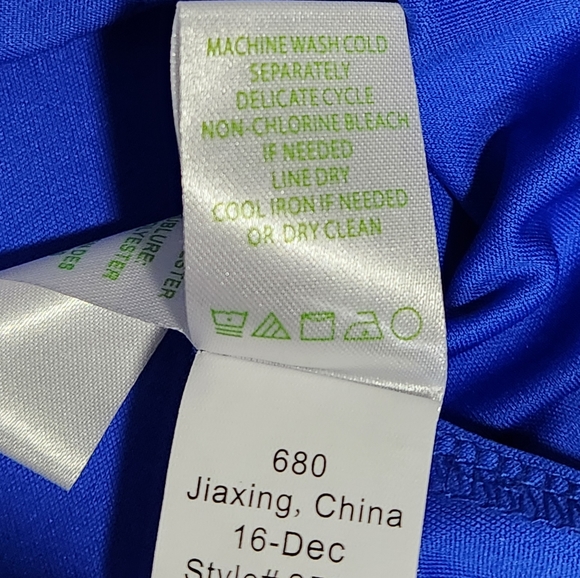 MACHINE WASH COLD
SEPARATELY
DELICATE CYCLE
NON-CHLORINE BLEACH
IF NEEDED
LINE DRY
COOL IRON IF NEEDED
OR DRY CLEAN
680
Jiaxing, China
16-Dec
Style#